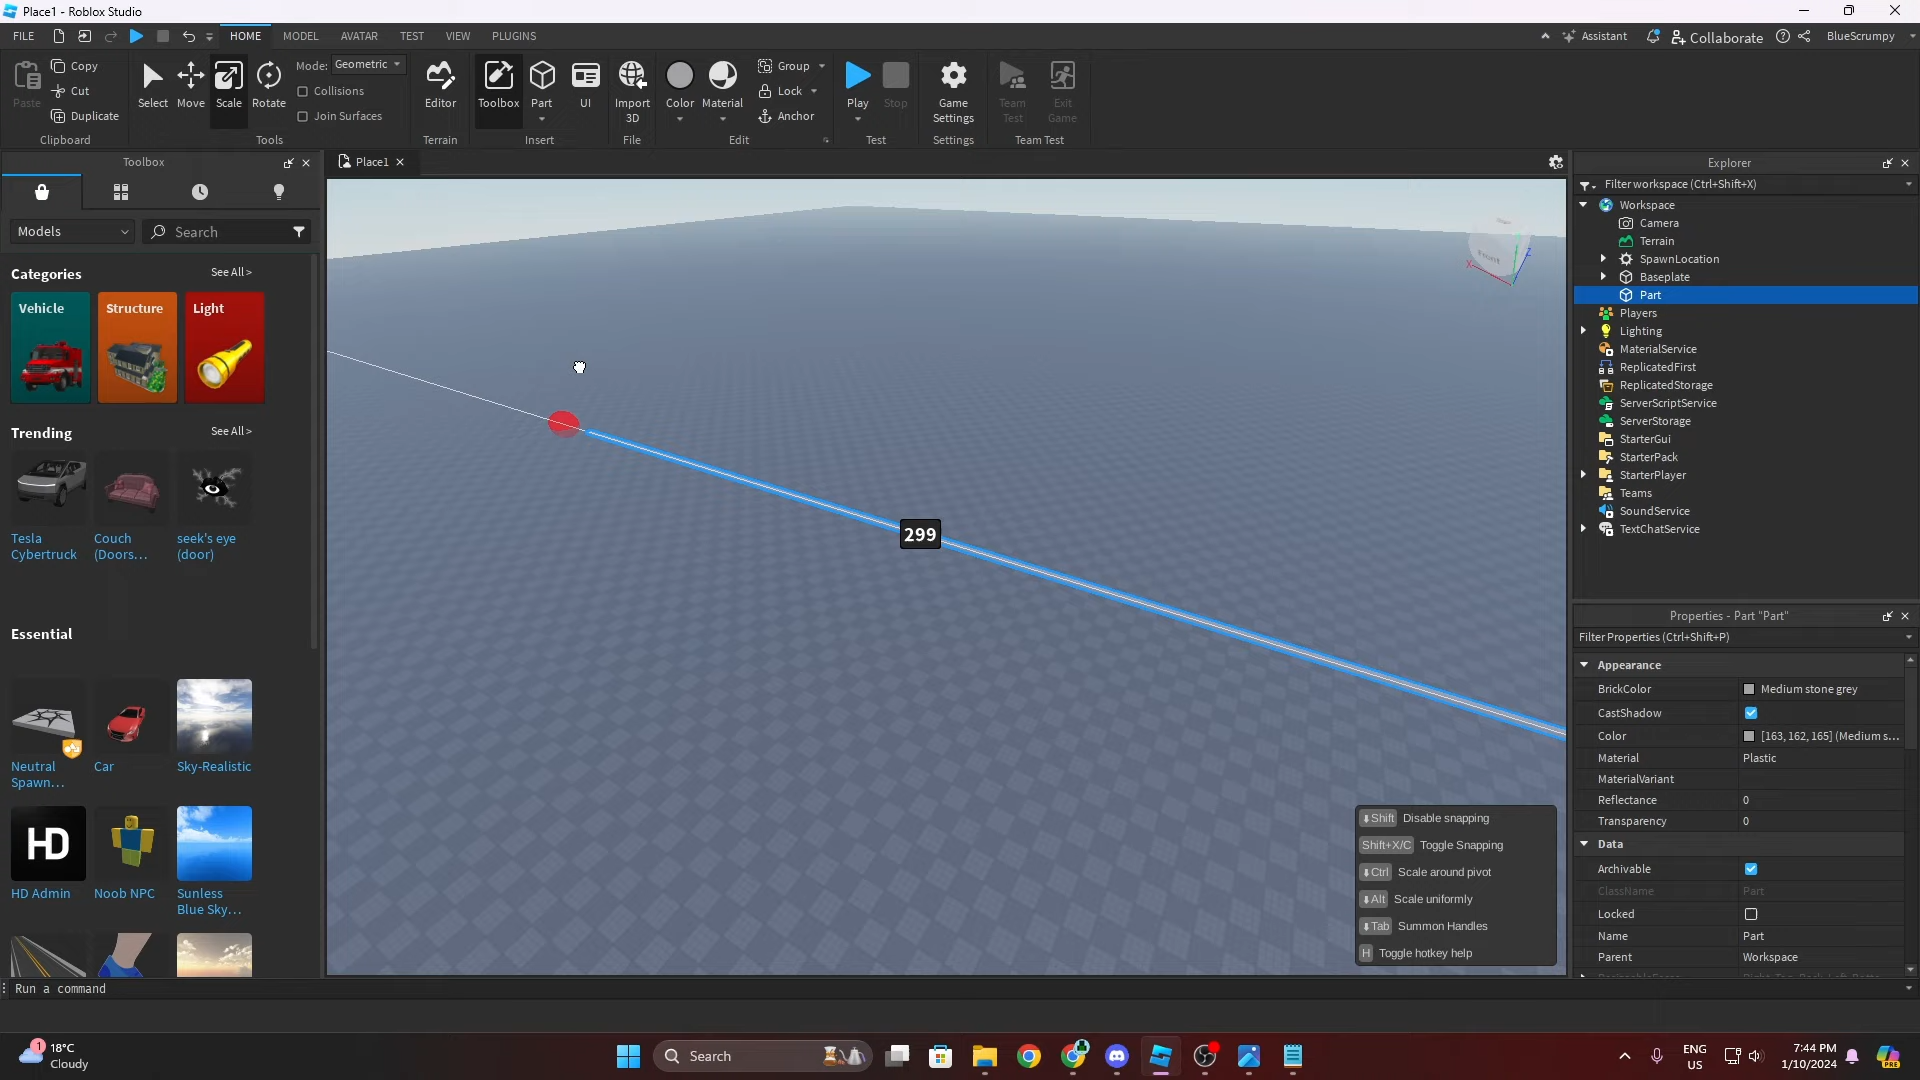 Place1 - Roblox Studio
FILE
HOME
MODEL
AVATAR
TEST
VIEW
PLUGINS
Assistant
Collaborate
BlueScrumpy
Paste
Copy
Cut
Duplicate
Clipboard
Select
Move
Scale
Rotate
Mode: Geometric
Collisions
Join Surfaces
Tools
Editor
Terrain
Toolbox
Part
UI
Insert
Import
3D
File
Color
Material
Group
Lock
Anchor
Edit
Play
Stop
Test
Game
Settings
Settings
Team
Test
Exit
Game
Team Test
Toolbox
Models
Search
Categories
See All >
Vehicle
Structure
Light
Trending
See All >
Tesla
Cybertruck
Couch
(Doors...
seek's eye
(door)
Essential
Neutral
Spawn...
Car
Sky-Realistic
HD
HD Admin
Noob NPC
Sunless
Blue Sky...
Place1
Front
X
Z
299
Shift Disable snapping
Shift+X/C Toggle Snapping
Ctrl Scale around pivot
Alt Scale uniformly
Tab Summon Handles
H Toggle hotkey help
Explorer
Filter workspace (Ctrl+Shift+X)
Workspace
Camera
Terrain
SpawnLocation
Baseplate
Part
Players
Lighting
MaterialService
ReplicatedFirst
ReplicatedStorage
ServerScriptService
ServerStorage
StarterGui
StarterPack
StarterPlayer
Teams
SoundService
TextChatService
Properties - Part "Part"
Filter Properties (Ctrl+Shift+P)
Appearance
BrickColor Medium stone grey
CastShadow
Color [163, 162, 165] (Medium s...
Material Plastic
MaterialVariant
Reflectance 0
Transparency 0
Data
Archivable
ClassName Part
Locked
Name Part
Parent Workspace
Run a command
1
18°C
Cloudy
Search
ENG
US
7:44 PM
1/10/2024
PRE